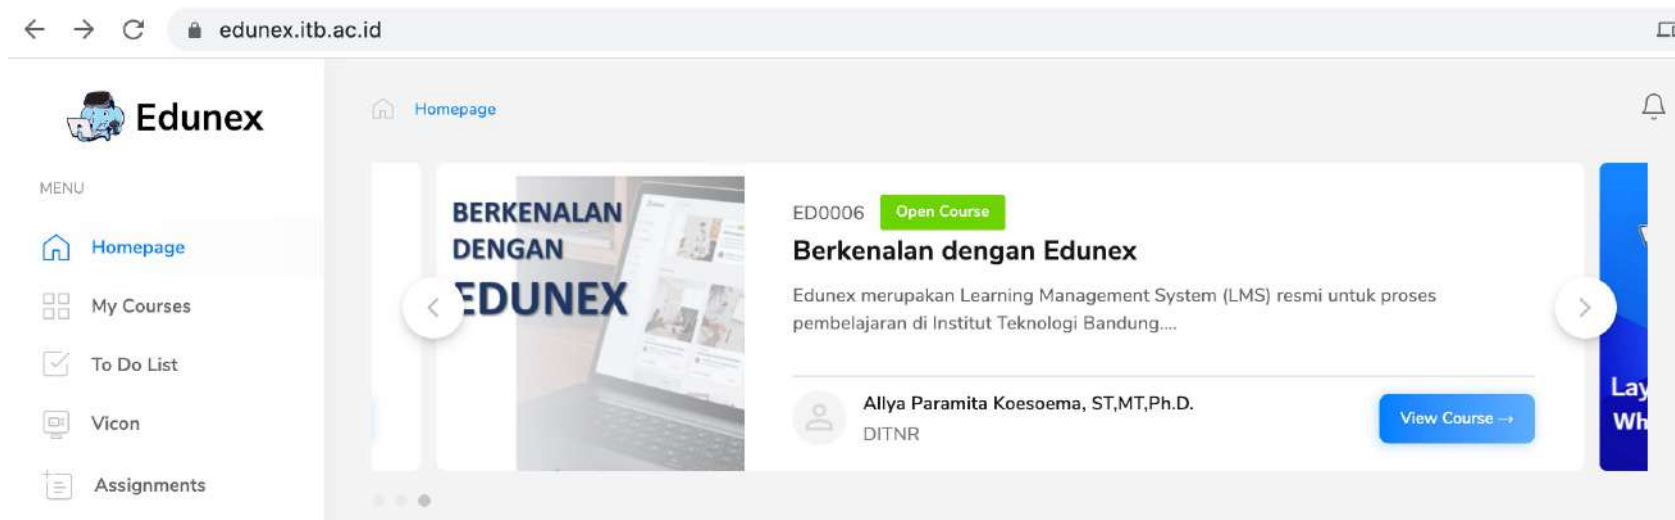 edunex.itb.ac.id
Edunex
Homepage
MENU
Homepage
My Courses
To Do List
Vicon
Assignments
BERKENALAN
DENGAN
EDUNEX
ED0006 Open Course
Berkenalan dengan Edunex
Edunex merupakan Learning Management System (LMS) resmi untuk proses
pembelajaran di Institut Teknologi Bandung....
Allya Paramita Koesoema, ST,MT,Ph.D.
DITNR
View Course →
Lay
Wh